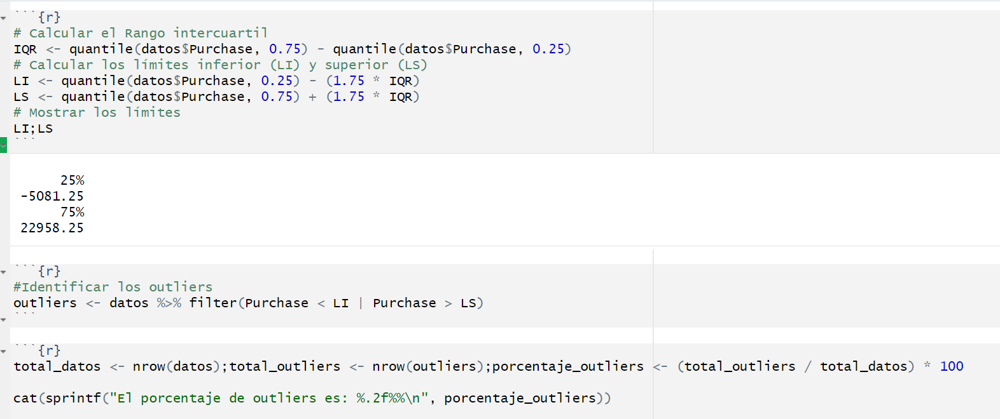 ```{r}
# Calcular el Rango intercuartil
IQR <- quantile(datos$Purchase, 0.75) - quantile(datos$Purchase, 0.25)
# Calcular los límites inferior (LI) y superior (LS)
LI <- quantile(datos$Purchase, 0.25) - (1.75 * IQR)
LS <- quantile(datos$Purchase, 0.75) + (1.75 * IQR)
# Mostrar los límites
LI;LS
```
25%
-5081.25
75%
22958.25
```{r}
#Identificar los outliers
outliers <- datos %>% filter(Purchase < LI | Purchase > LS)
```
```{r}
total_datos <- nrow(datos);total_outliers <- nrow(outliers);porcentaje_outliers <- (total_outliers / total_datos) * 100
cat(sprintf("El porcentaje de outliers es: %.2f%%\n", porcentaje_outliers))